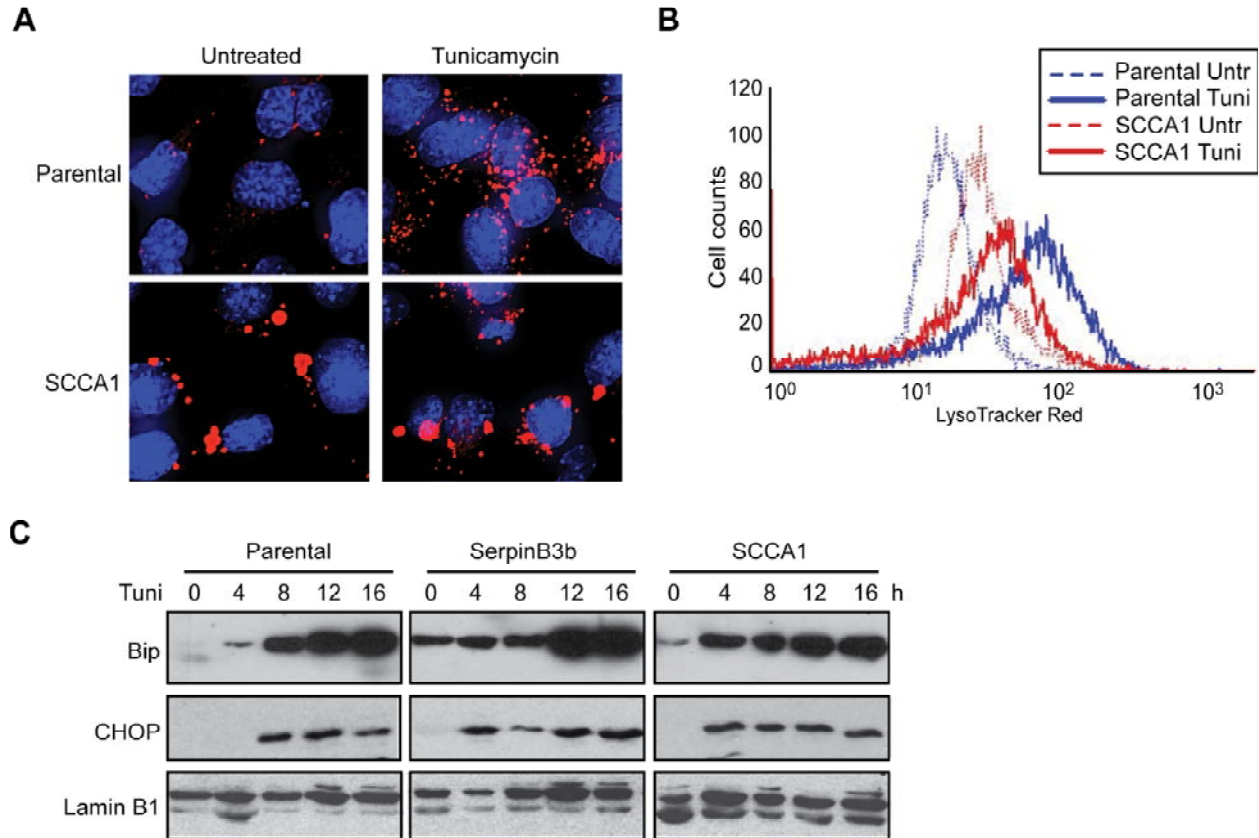 A
Untreated Tunicamycin
Parental
SCCA1
B
Parental Untr
Parental Tuni
SCCA1 Untr
SCCA1 Tuni
120
100
80
60
40
20
0
Cell counts
10^0 10^1 10^2 10^3
LysoTracker Red
C
Parental SerpinB3b SCCA1
Tuni 0 4 8 12 16 0 4 8 12 16 0 4 8 12 16 h
Bip
CHOP
Lamin B1